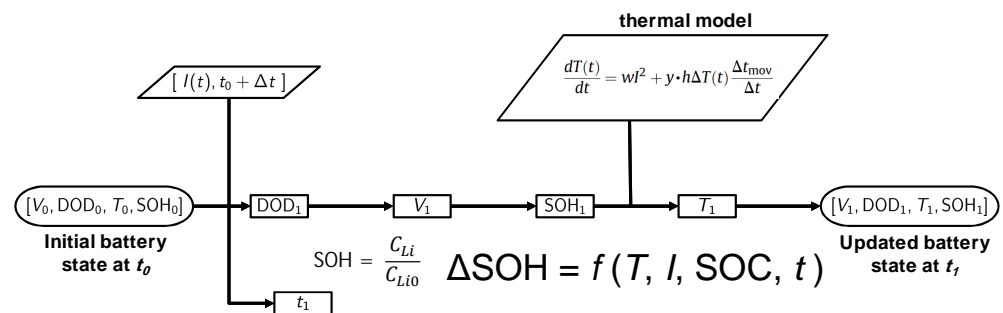 thermal model
[ I(t), t₀ + Δt ]
dT(t)/dt = wI² + y•hΔT(t) Δt_mov/Δt
[V₀, DOD₀, T₀, SOH₀]
DOD₁
V₁
SOH₁
T₁
[V₁, DOD₁, T₁, SOH₁]
Initial battery
state at t₀
SOH = C_Li/C_Li0
ΔSOH = f (T, I, SOC, t)
Updated battery
state at t₁
t₁